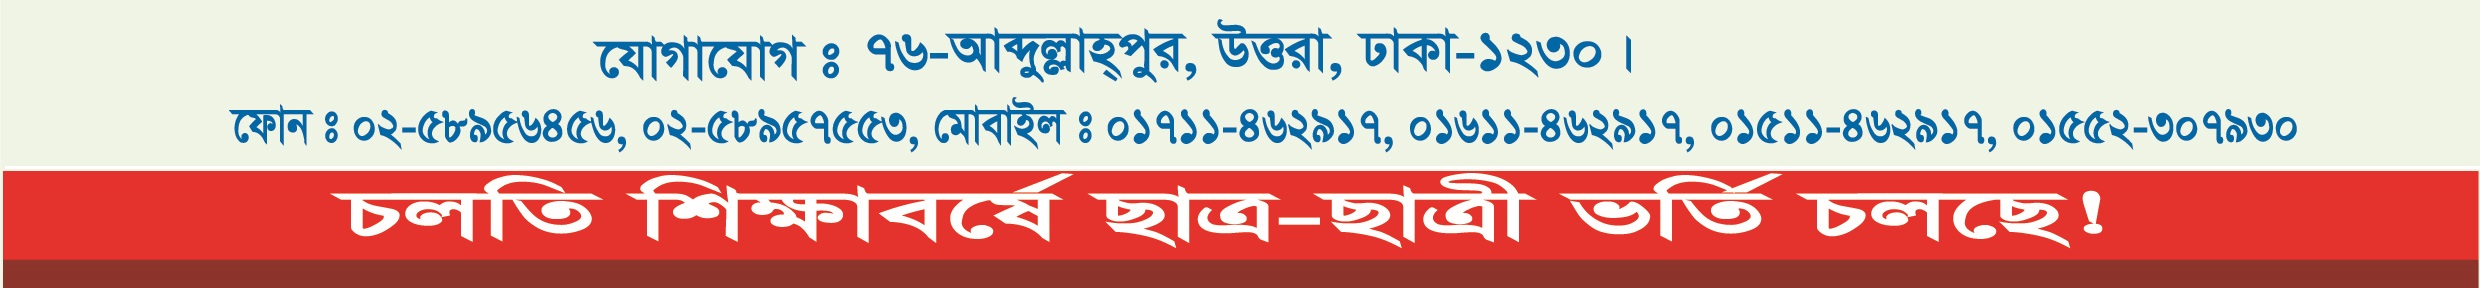 যোগাযোগ ঃ ৭৬-আব্দুল্লাহ্পুর, উত্তরা, ঢাকা-১২৩০ ।
ফোন ঃ ০২-৫৮৯৫৬৪৫৬, ০২-৫৮৯৫৭৫৫৩, মোবাইল ঃ ০১৭১১-৪৬২৯১৭, ০১৬১১-৪৬২৯১৭, ০১৫১১-৪৬২৯১৭, ০১৫৫২-৩০৭৯৩০
চলতি শিক্ষাবর্ষে ছাত্র-ছাত্রী ভর্তি চলছে!